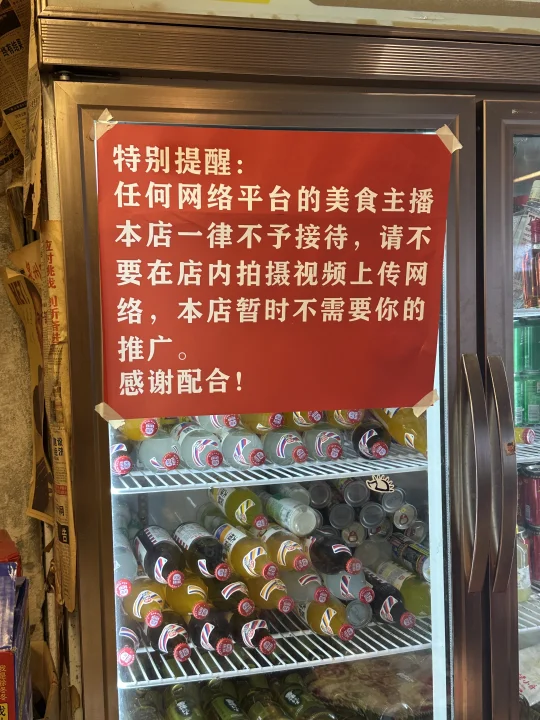 特别提醒：
任何网络平台的美食主播
本店一律不予接待，请不
要在店内拍摄视频上传网
络，本店暂时不需要你的
推广。
感谢配合！